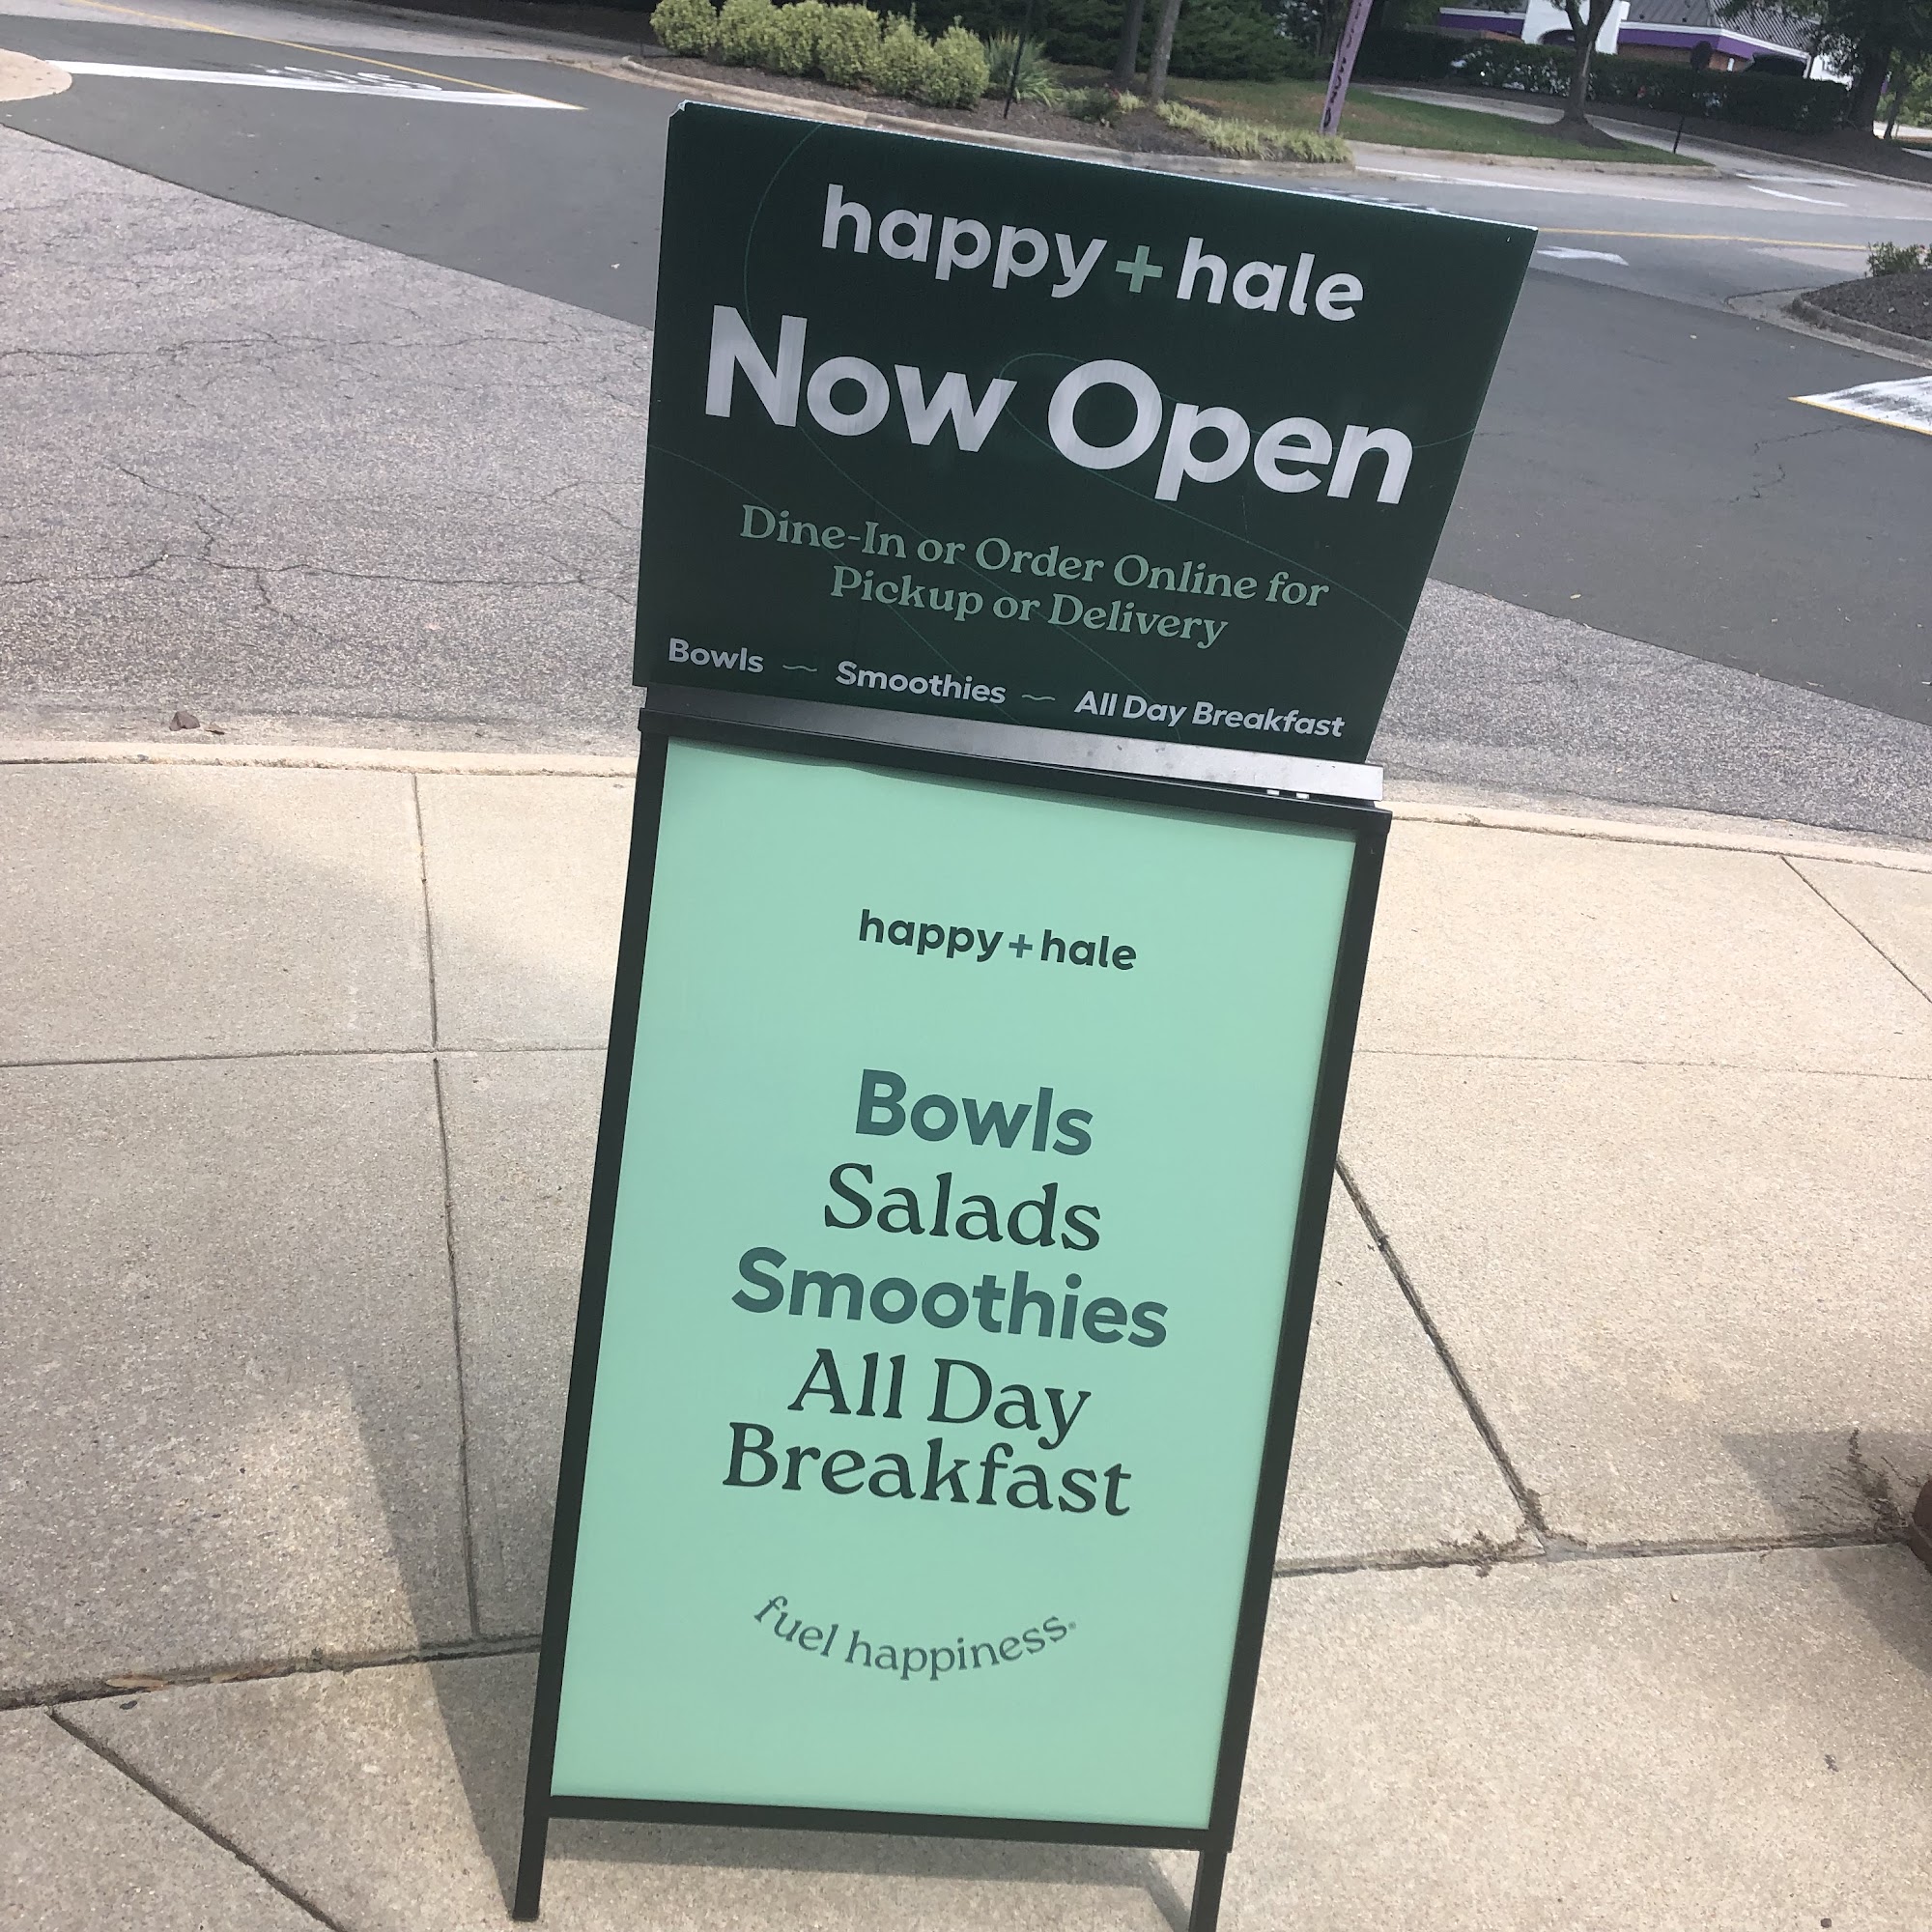 happy+hale
Now Open
Dine-In or Order Online for
Pickup or Delivery
Bowls ~ Smoothies ~ All Day Breakfast
happy+hale
Bowls
Salads
Smoothies
All Day
Breakfast
fuel happiness®